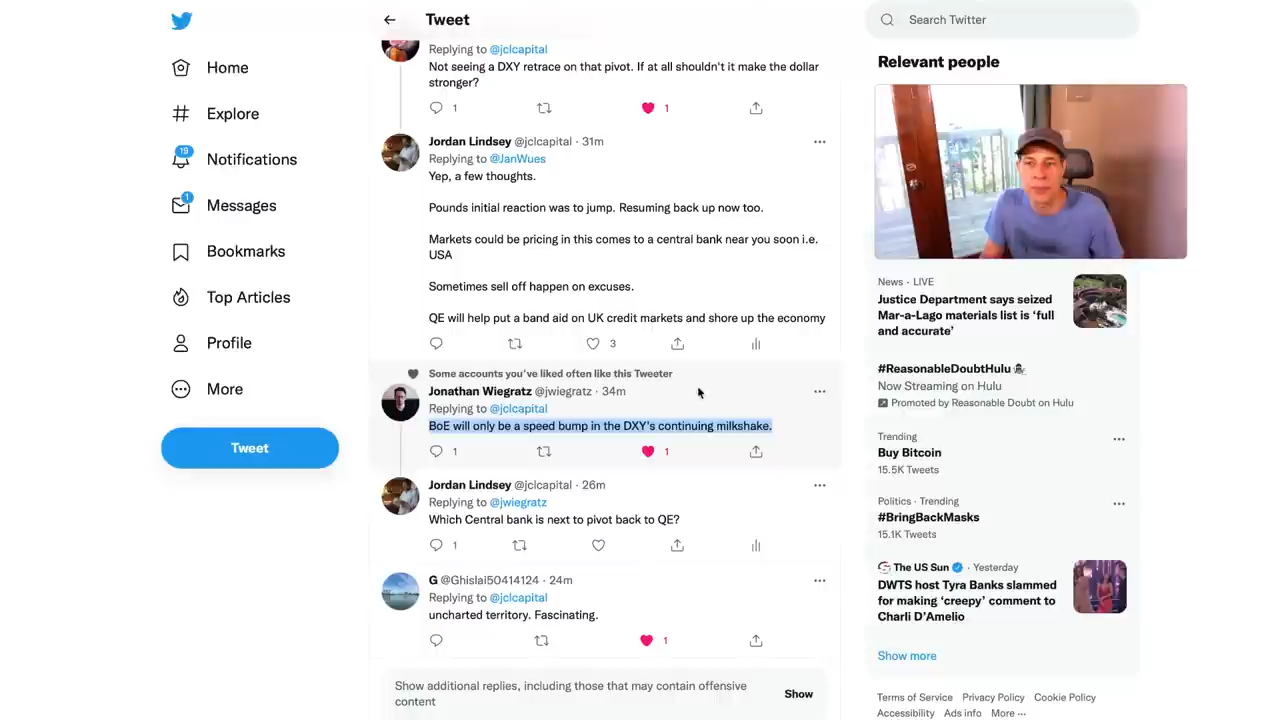 Home
Explore
19
Notifications
1
Messages
Bookmarks
Top Articles
Profile
More
Tweet
Tweet
Replying to @jclcapital
Not seeing a DXY retrace on that pivot. If at all shouldn't it make the dollar
stronger?
1
1
Jordan Lindsey @jclcapital · 31m
Replying to @JanWues
Yep, a few thoughts.
Pounds initial reaction was to jump. Resuming back up now too.
Markets could be pricing in this comes to a central bank near you soon i.e.
USA
Sometimes sell off happen on excuses.
QE will help put a band aid on UK credit markets and shore up the economy
3
Some accounts you've liked often like this Tweeter
Jonathan Wiegratz @jwiegratz · 34m
Replying to @jclcapital
BoE will only be a speed bump in the DXY's continuing milkshake.
1
1
Jordan Lindsey @jclcapital · 26m
Replying to @jwiegratz
Which Central bank is next to pivot back to QE?
1
G @Ghislai50414124 · 24m
Replying to @jclcapital
uncharted territory. Fascinating.
1
Show additional replies, including those that may contain offensive
content
Show
Search Twitter
Relevant people
News · LIVE
Justice Department says seized
Mar-a-Lago materials list is ‘full
and accurate’
#ReasonableDoubtHulu
Now Streaming on Hulu
Promoted by Reasonable Doubt on Hulu
Trending
Buy Bitcoin
15.5K Tweets
Politics · Trending
#BringBackMasks
15.1K Tweets
The US Sun · Yesterday
DWTS host Tyra Banks slammed
for making ‘creepy’ comment to
Charli D’Amelio
Show more
Terms of Service Privacy Policy Cookie Policy
Accessibility Ads info More ···